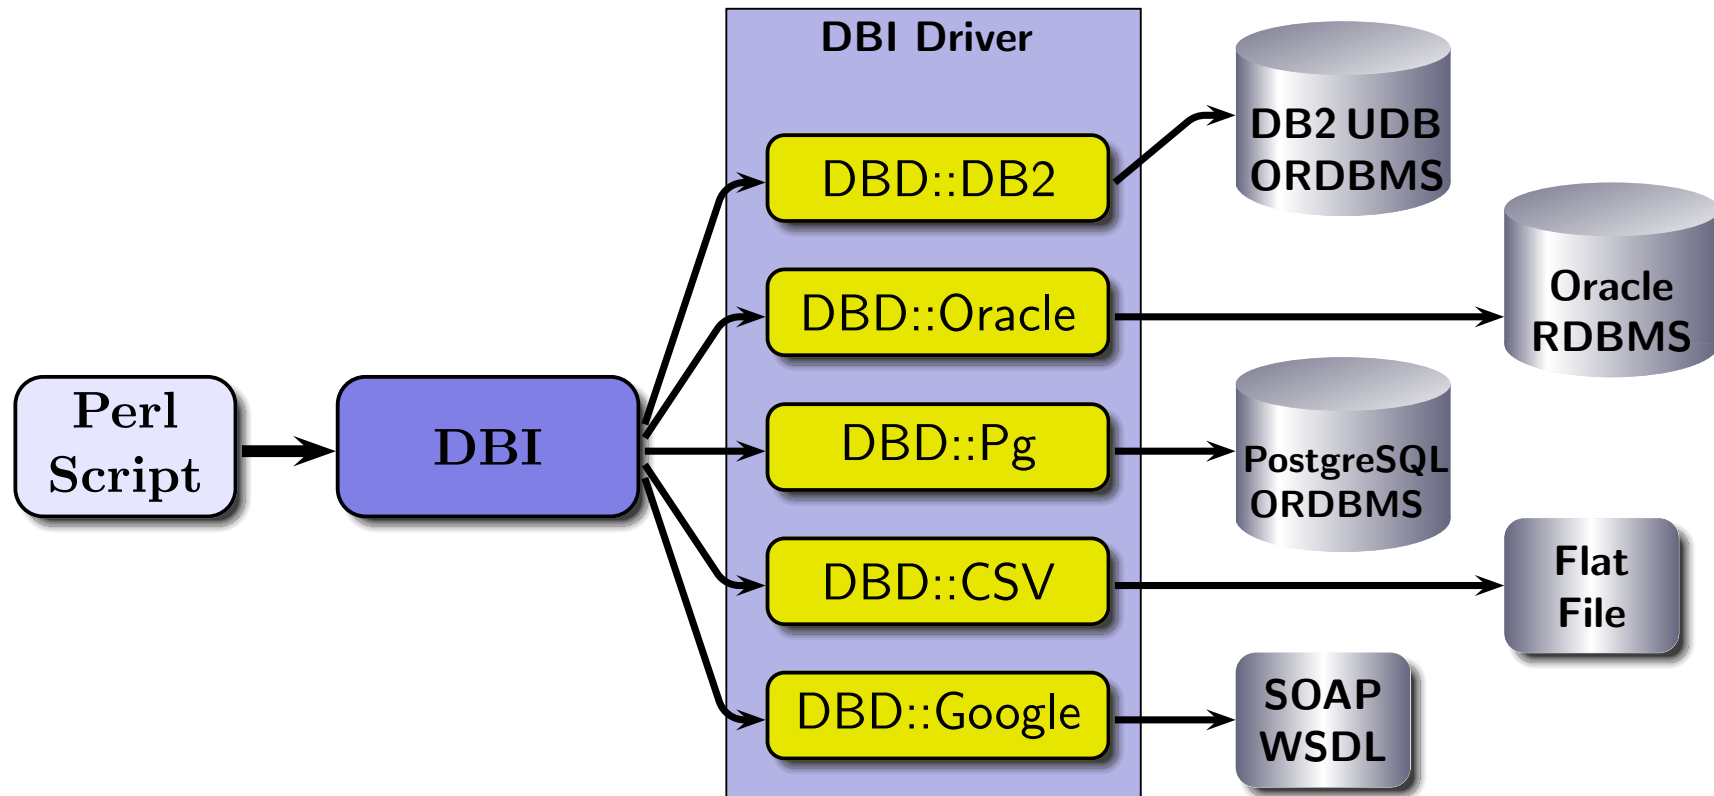 DBI Driver
DBD::DB2
DB2 UDB
ORDBMS
DBD::Oracle
Oracle
RDBMS
Perl
Script
DBI
DBD::Pg
PostgreSQL
ORDBMS
DBD::CSV
Flat
File
DBD::Google
SOAP
WSDL